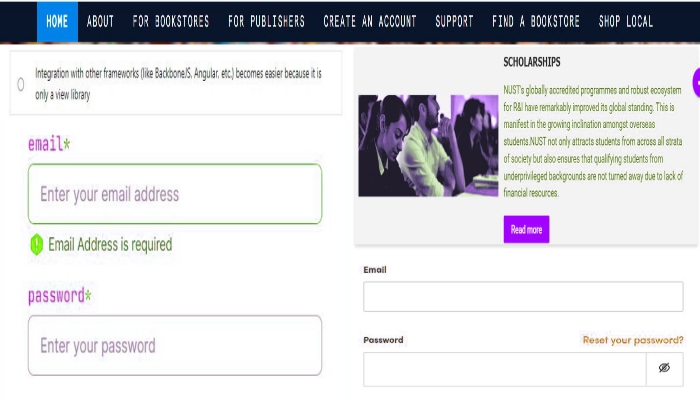 HOME ABOUT FOR BOOKSTORES FOR PUBLISHERS CREATE AN ACCOUNT SUPPORT FIND A BOOKSTORE SHOP LOCAL
Integration with other frameworks (like BackboneJS, Angular, etc.) becomes easier because it is
only a view library
email*
Enter your email address
Email Address is required
password*
Enter your password
SCHOLARSHIPS
NUST's globally accredited programmes and robust ecosystem
for R&I have remarkably improved its global standing. This is
manifest in the growing inclination amongst overseas
students.NUST not only attracts students from across all strata
of society but also ensures that qualifying students from
underprivileged backgrounds are not turned away due to lack of
financial resources.
Read more
Email
Password Reset your password?